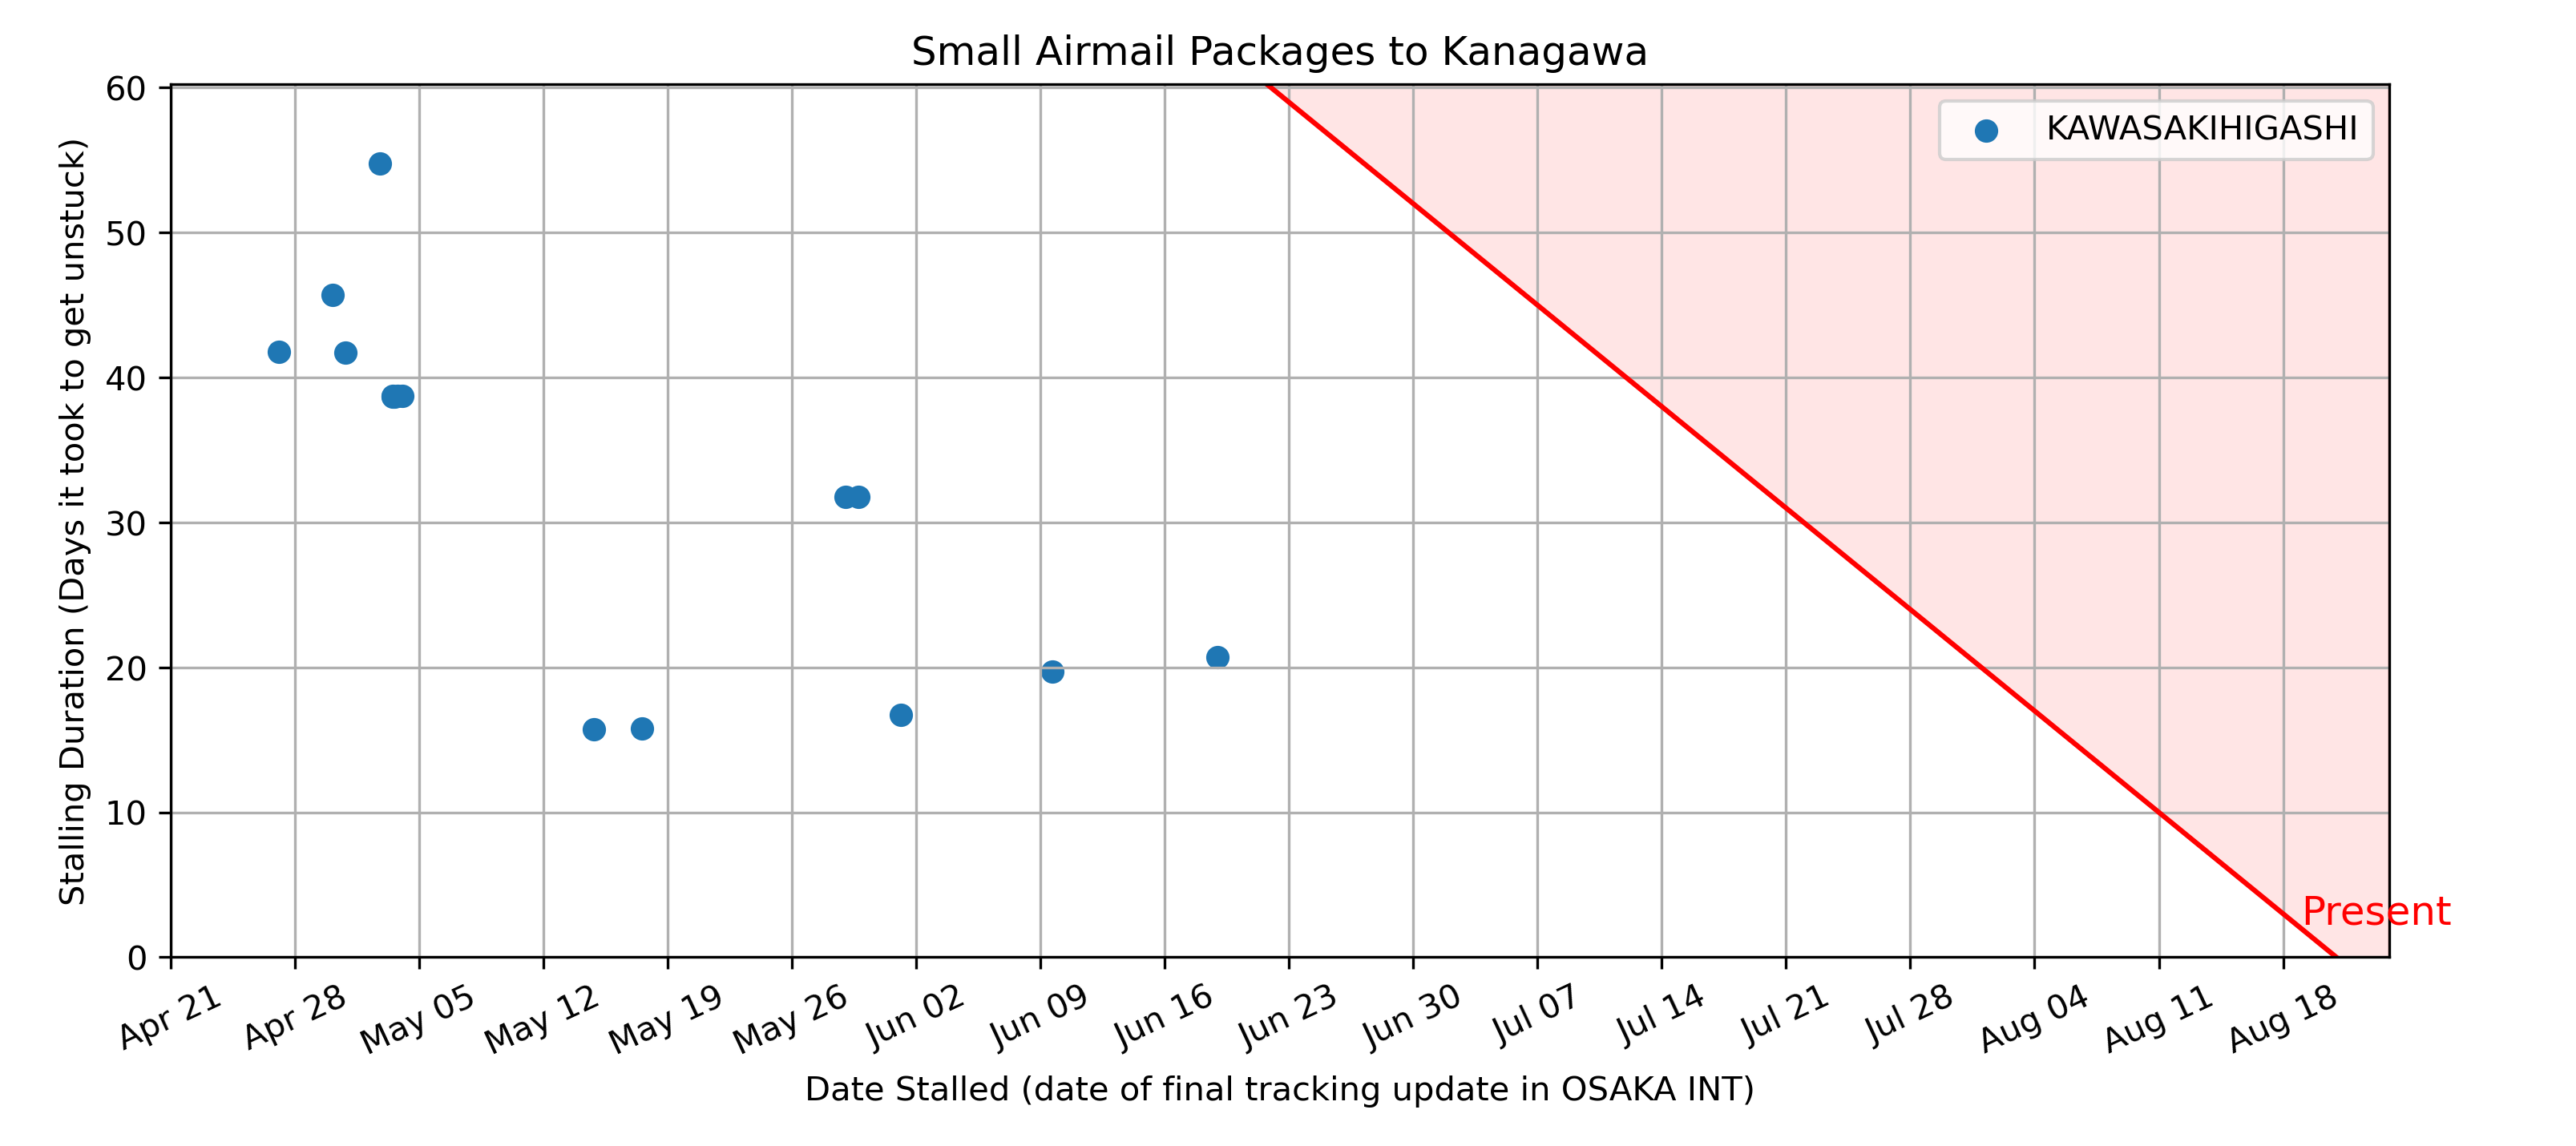 Small Airmail Packages to Kanagawa
KAWASAKIHIGASHI
Stalling Duration (Days it took to get unstuck)
60
50
40
30
20
10
0
Present
Apr 21
Apr 28
May 05
May 12
May 19
May 26
Jun 02
Jun 09
Jun 16
Jun 23
Jun 30
Jul 07
Jul 14
Jul 21
Jul 28
Aug 04
Aug 11
Aug 18
Date Stalled (date of final tracking update in OSAKA INT)